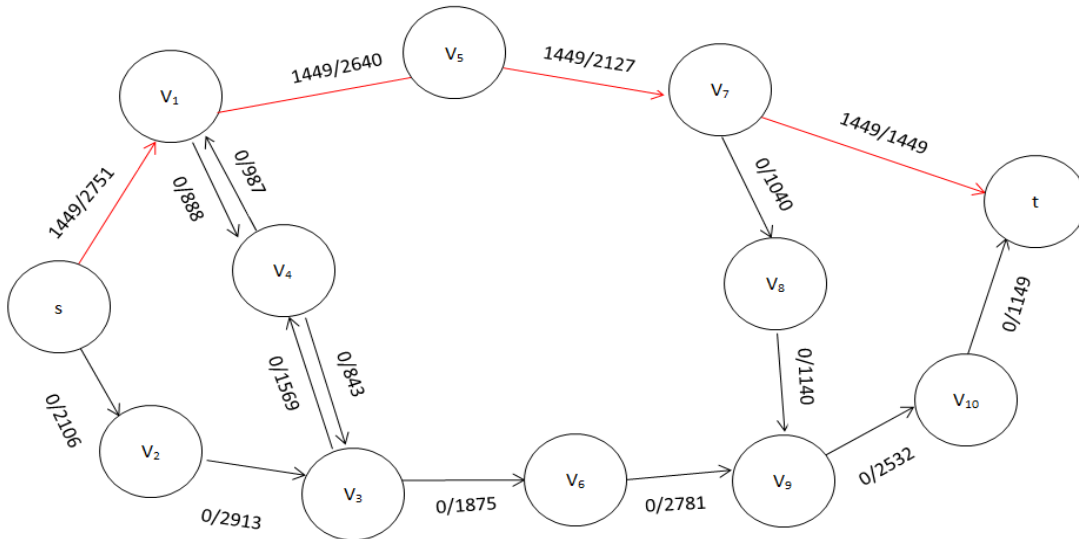 V₅
1449/2640
1449/2127
V₁
V₇
1449/1449
0/987
0/888
1449/2751
0/1040
t
V₄
V₈
s
0/1149
0/843
0/1569
0/1140
0/2106
V₁₀
V₂
V₃
V₆
V₉
0/2532
0/2913
0/1875
0/2781